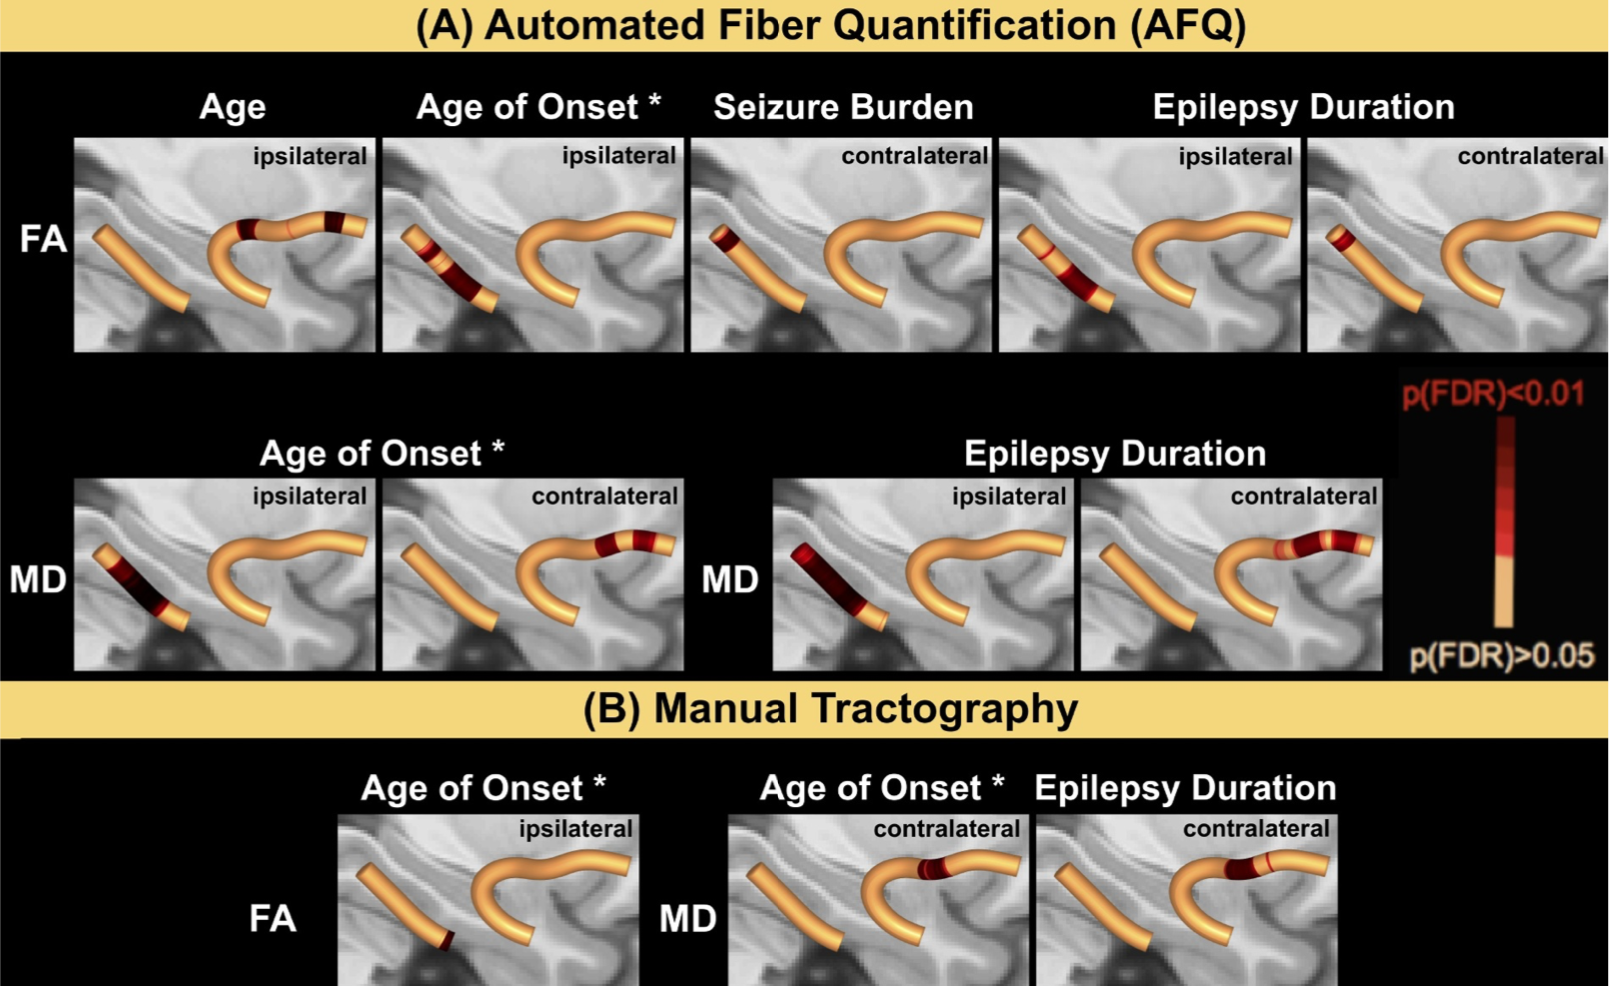 (A) Automated Fiber Quantification (AFQ)
Age
Age of Onset *
Seizure Burden
Epilepsy Duration
ipsilateral
ipsilateral
contralateral
ipsilateral
contralateral
FA
p(FDR)<0.01
Age of Onset *
Epilepsy Duration
ipsilateral
contralateral
ipsilateral
contralateral
MD
MD
p(FDR)>0.05
(B) Manual Tractography
Age of Onset *
Age of Onset *
Epilepsy Duration
ipsilateral
contralateral
contralateral
FA
MD